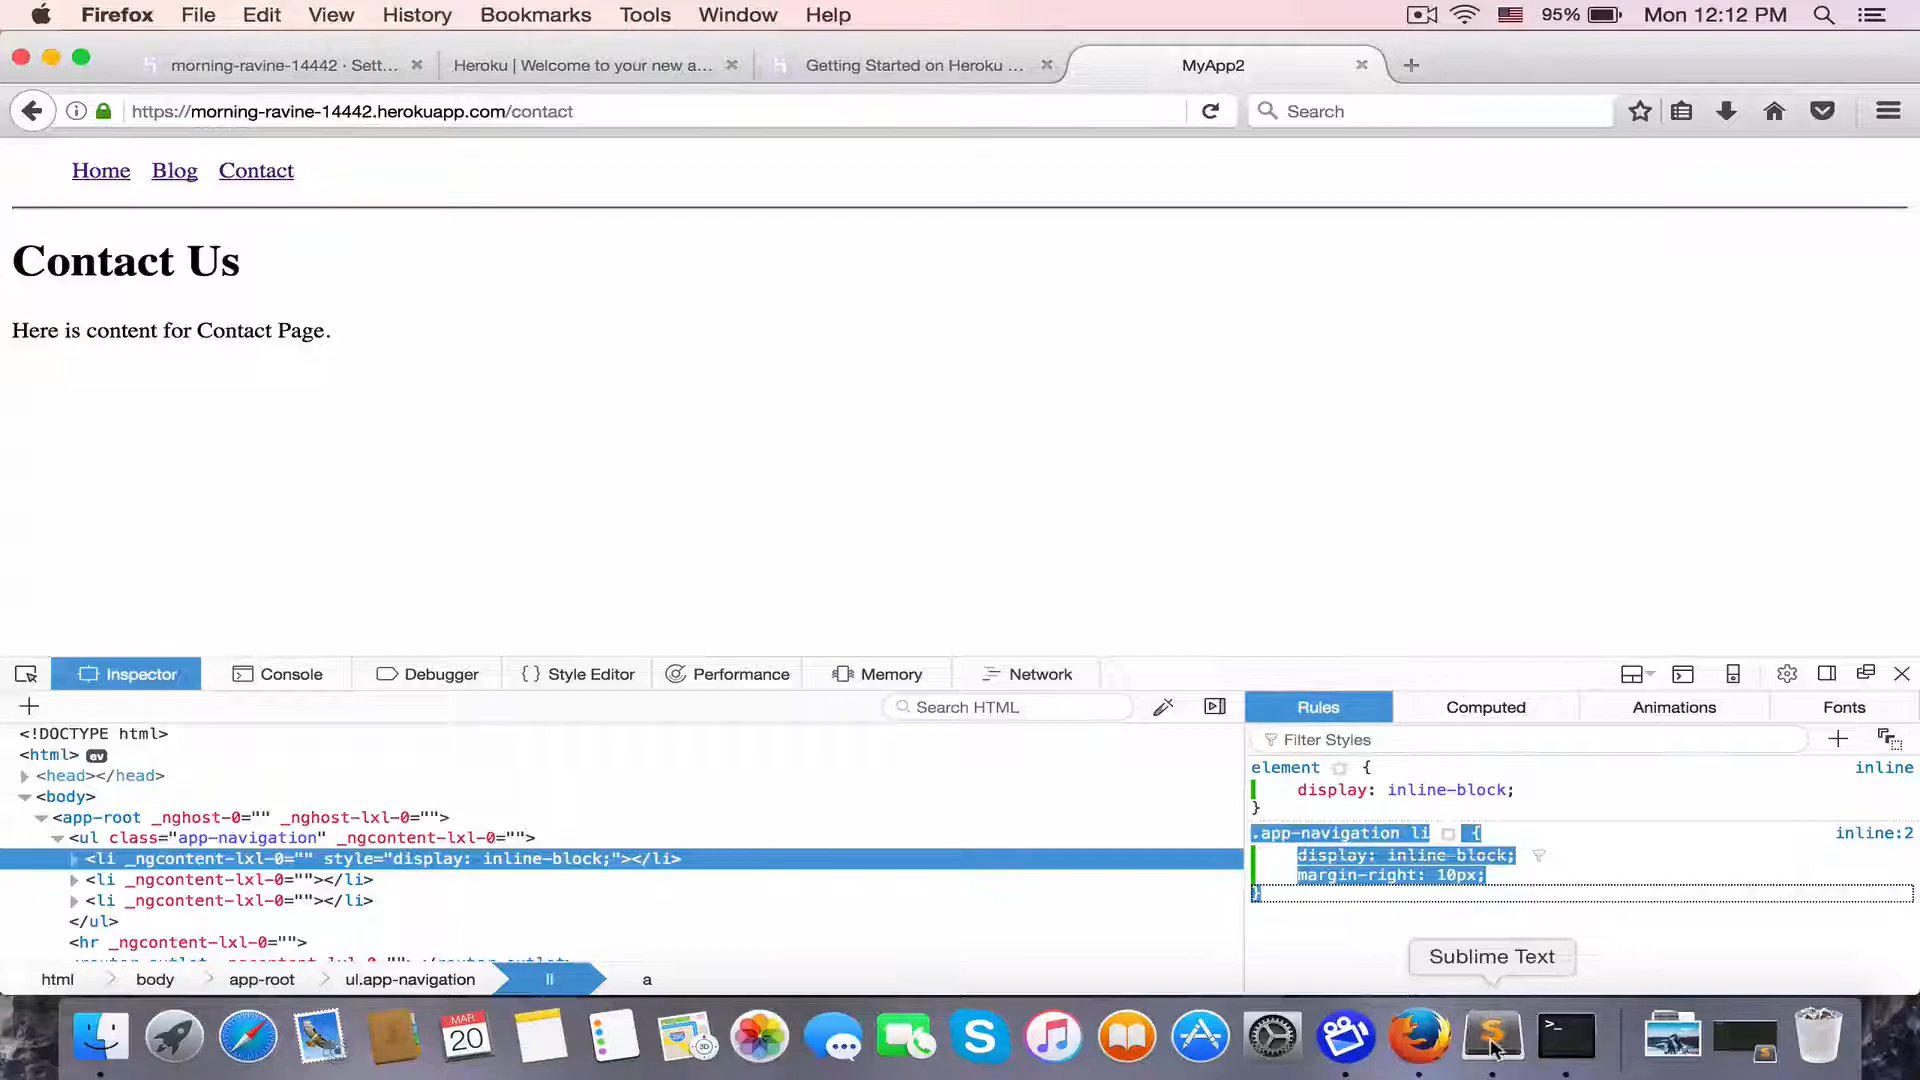 Firefox File Edit View History Bookmarks Tools Window Help 95% Mon 12:12 PM
morning-ravine-14442 · Sett... Heroku | Welcome to your new a... Getting Started on Heroku ... MyApp2
https://morning-ravine-14442.herokuapp.com/contact Search
Home Blog Contact
Contact Us
Here is content for Contact Page.
Inspector Console Debugger { } Style Editor Performance Memory Network
Search HTML Rules Computed Animations Fonts
<!DOCTYPE html>
<html> ev
<head></head>
<body>
<app-root _nghost-0="" _nghost-lxl-0="">
<ul class="app-navigation" _ngcontent-lxl-0="">
<li _ngcontent-lxl-0="" style="display: inline-block;"></li>
<li _ngcontent-lxl-0=""></li>
<li _ngcontent-lxl-0=""></li>
</ul>
<hr _ngcontent-lxl-0="">
Filter Styles
element { inline
display: inline-block;
}
.app-navigation li { inline:2
display: inline-block;
margin-right: 10px;
}
Sublime Text
html body app-root ul.app-navigation li a
MAR
20
3D
S
S
>_
S